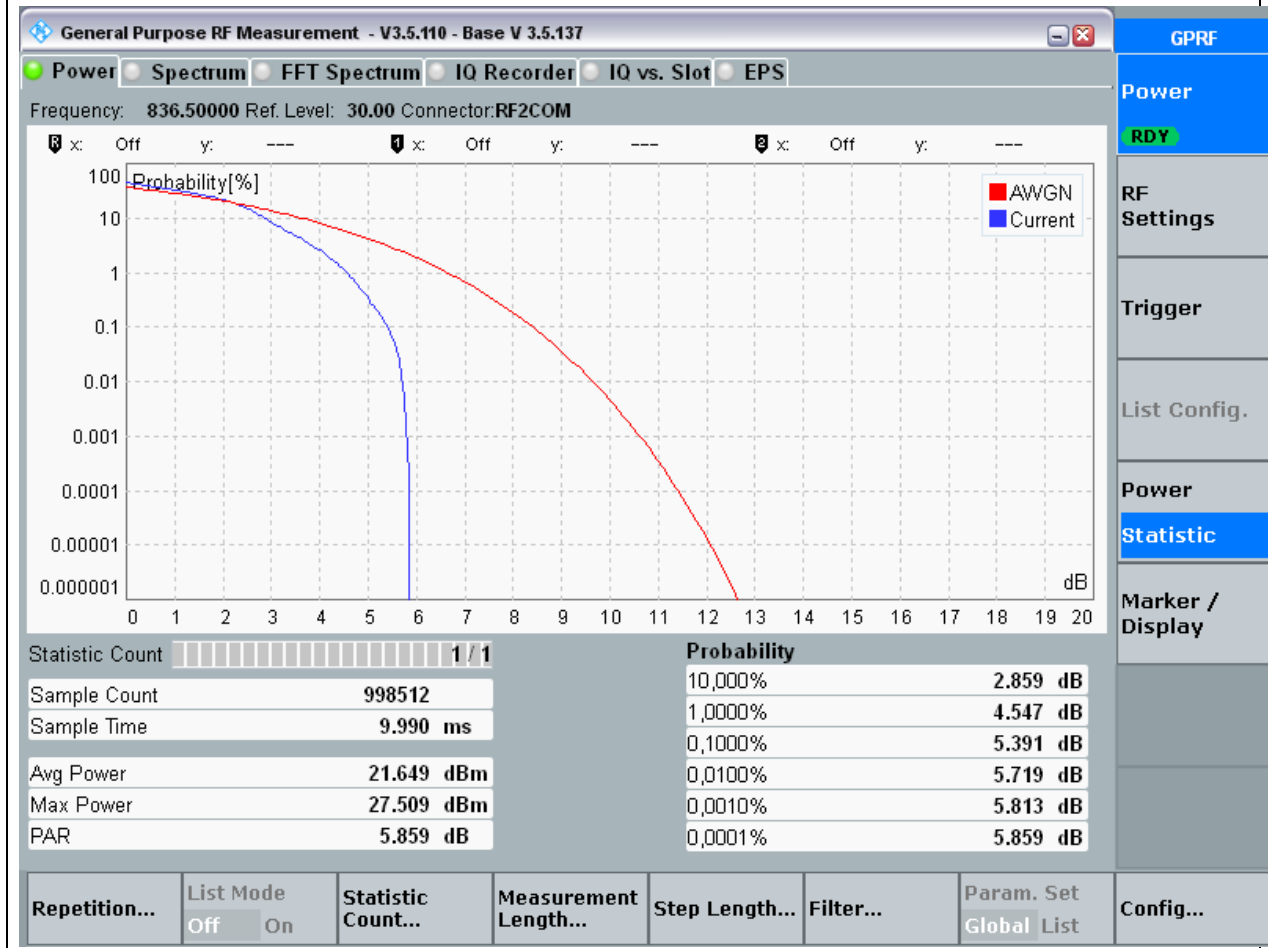 General Purpose RF Measurement - V3.5.110 - Base V 3.5.137
Power Spectrum FFT Spectrum IQ Recorder IQ vs. Slot EPS
Frequency: 836.50000 Ref. Level: 30.00 Connector:RF2COM
R x: Off y: --- 1 x: Off y: --- 2 x: Off y: ---
Probability[%]
AWGN
Current
100
10
1
0.1
0.01
0.001
0.0001
0.00001
0.000001
dB
0 1 2 3 4 5 6 7 8 9 10 11 12 13 14 15 16 17 18 19 20
Statistic Count 1 / 1
Sample Count 998512
Sample Time 9.990 ms
Avg Power 21.649 dBm
Max Power 27.509 dBm
PAR 5.859 dB
Probability
10,000% 2.859 dB
1,0000% 4.547 dB
0,1000% 5.391 dB
0,0100% 5.719 dB
0,0010% 5.813 dB
0,0001% 5.859 dB
GPRF
Power
RDY
RF
Settings
Trigger
List Config.
Power
Statistic
Marker /
Display
Repetition...
List Mode
Off On
Statistic
Count...
Measurement
Length...
Step Length...
Filter...
Param. Set
Global List
Config...